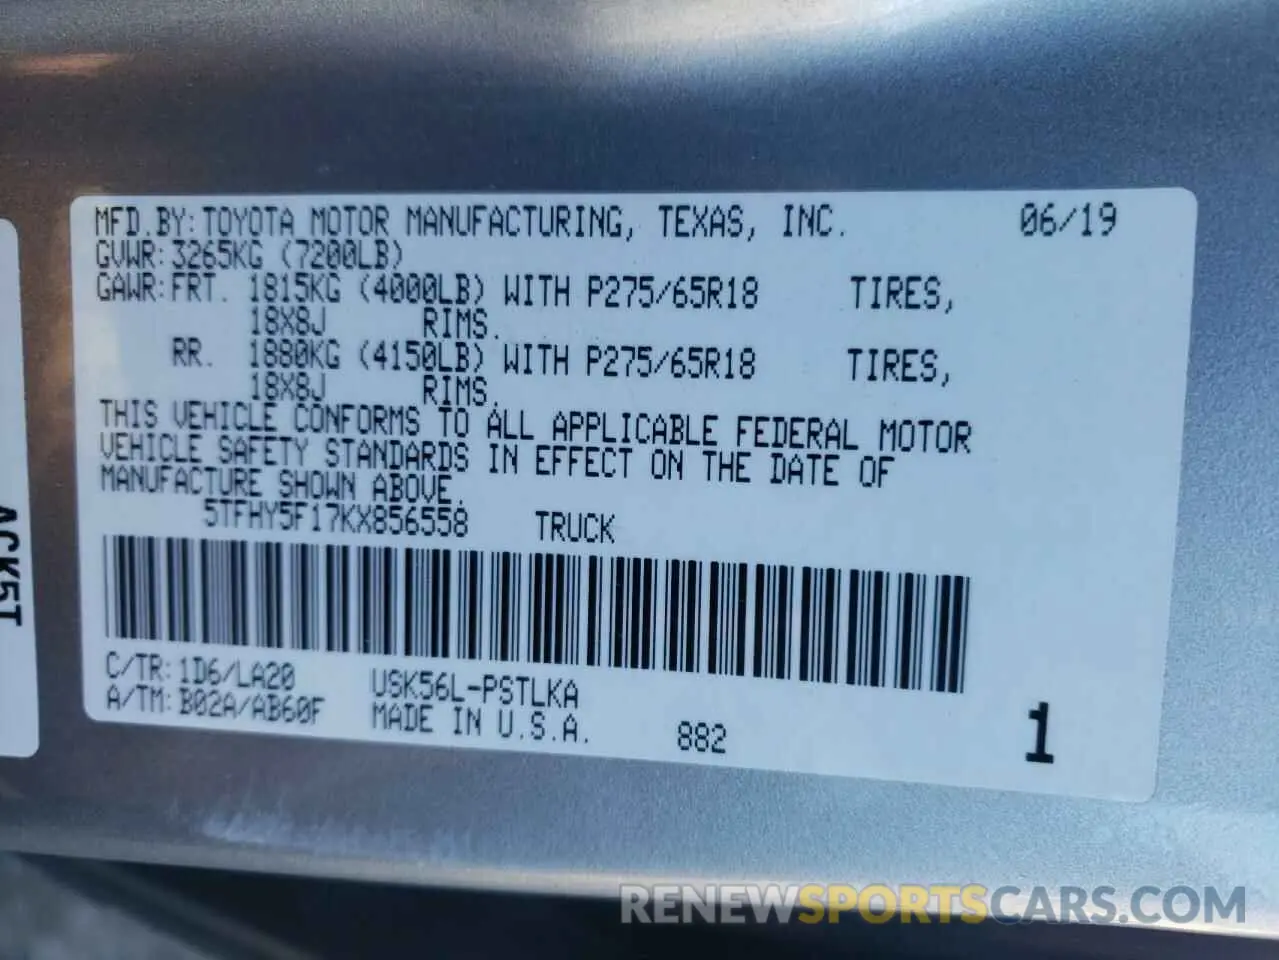 MFD.BY:TOYOTA MOTOR MANUFACTURING, TEXAS, INC. 06/19
GVWR:3265KG (7200LB)
GAWR:FRT. 1815KG (4000LB) WITH P275/65R18 TIRES,
18X8J RIMS.
RR. 1880KG (4150LB) WITH P275/65R18 TIRES,
18X8J RIMS.
THIS VEHICLE CONFORMS TO ALL APPLICABLE FEDERAL MOTOR
VEHICLE SAFETY STANDARDS IN EFFECT ON THE DATE OF
MANUFACTURE SHOWN ABOVE.
5TFHY5F17KX856558 TRUCK
C/TR:1D6/LA20 USK56L-PSTLKA
A/TM:B02A/AB60F MADE IN U.S.A. 882 1
ACK5T
RENEWSPORTSCARS.COM